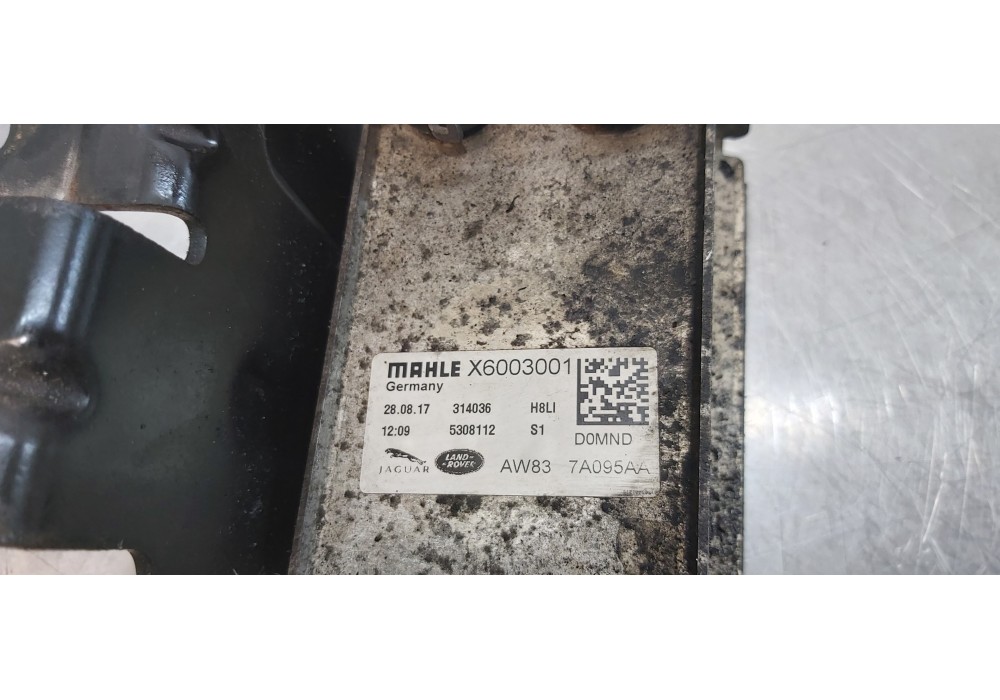 MAHLE X6003001
Germany
28.08.17 314036 H8LI
12:09 5308112 S1
D0MND
JAGUAR LAND-ROVER AW83 7A095AA